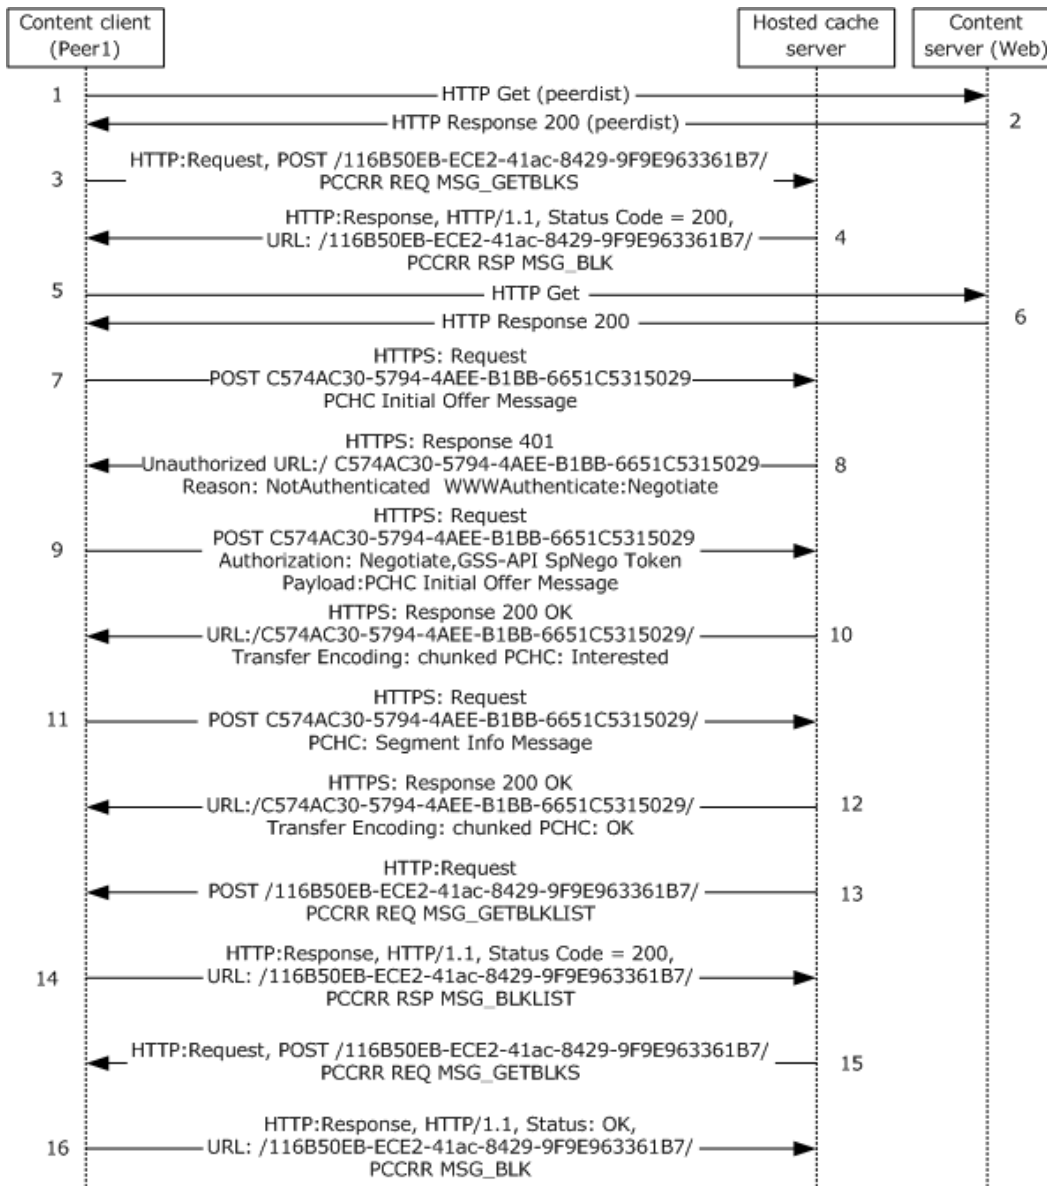 Content client
(Peer1)
Hosted cache
server
Content
server (Web)
1
HTTP Get (peerdist)
HTTP Response 200 (peerdist)
2
HTTP:Request, POST /116B50EB-ECE2-41ac-8429-9F9E963361B7/
3
PCCRR REQ MSG_GETBLKS
HTTP:Response, HTTP/1.1, Status Code = 200,
URL: /116B50EB-ECE2-41ac-8429-9F9E963361B7/
4
PCCRR RSP MSG_BLK
5
HTTP Get
HTTP Response 200
6
HTTPS: Request
7
POST C574AC30-5794-4AEE-B1BB-6651C5315029
PCHC Initial Offer Message
HTTPS: Response 401
Unauthorized URL:/ C574AC30-5794-4AEE-B1BB-6651C5315029
8
Reason: NotAuthenticated WWWAuthenticate:Negotiate
HTTPS: Request
POST C574AC30-5794-4AEE-B1BB-6651C5315029
9
Authorization: Negotiate,GSS-API SpNego Token
Payload:PCHC Initial Offer Message
HTTPS: Response 200 OK
URL:/C574AC30-5794-4AEE-B1BB-6651C5315029/
10
Transfer Encoding: chunked PCHC: Interested
HTTPS: Request
11
POST C574AC30-5794-4AEE-B1BB-6651C5315029/
PCHC: Segment Info Message
HTTPS: Response 200 OK
URL:/C574AC30-5794-4AEE-B1BB-6651C5315029/
12
Transfer Encoding: chunked PCHC: OK
HTTP:Request
POST /116B50EB-ECE2-41ac-8429-9F9E963361B7/
13
PCCRR REQ MSG_GETBLKLIST
HTTP:Response, HTTP/1.1, Status Code = 200,
14
URL: /116B50EB-ECE2-41ac-8429-9F9E963361B7/
PCCRR RSP MSG_BLKLIST
HTTP:Request, POST /116B50EB-ECE2-41ac-8429-9F9E963361B7/
15
PCCRR REQ MSG_GETBLKS
HTTP:Response, HTTP/1.1, Status: OK,
16
URL: /116B50EB-ECE2-41ac-8429-9F9E963361B7/
PCCRR MSG_BLK